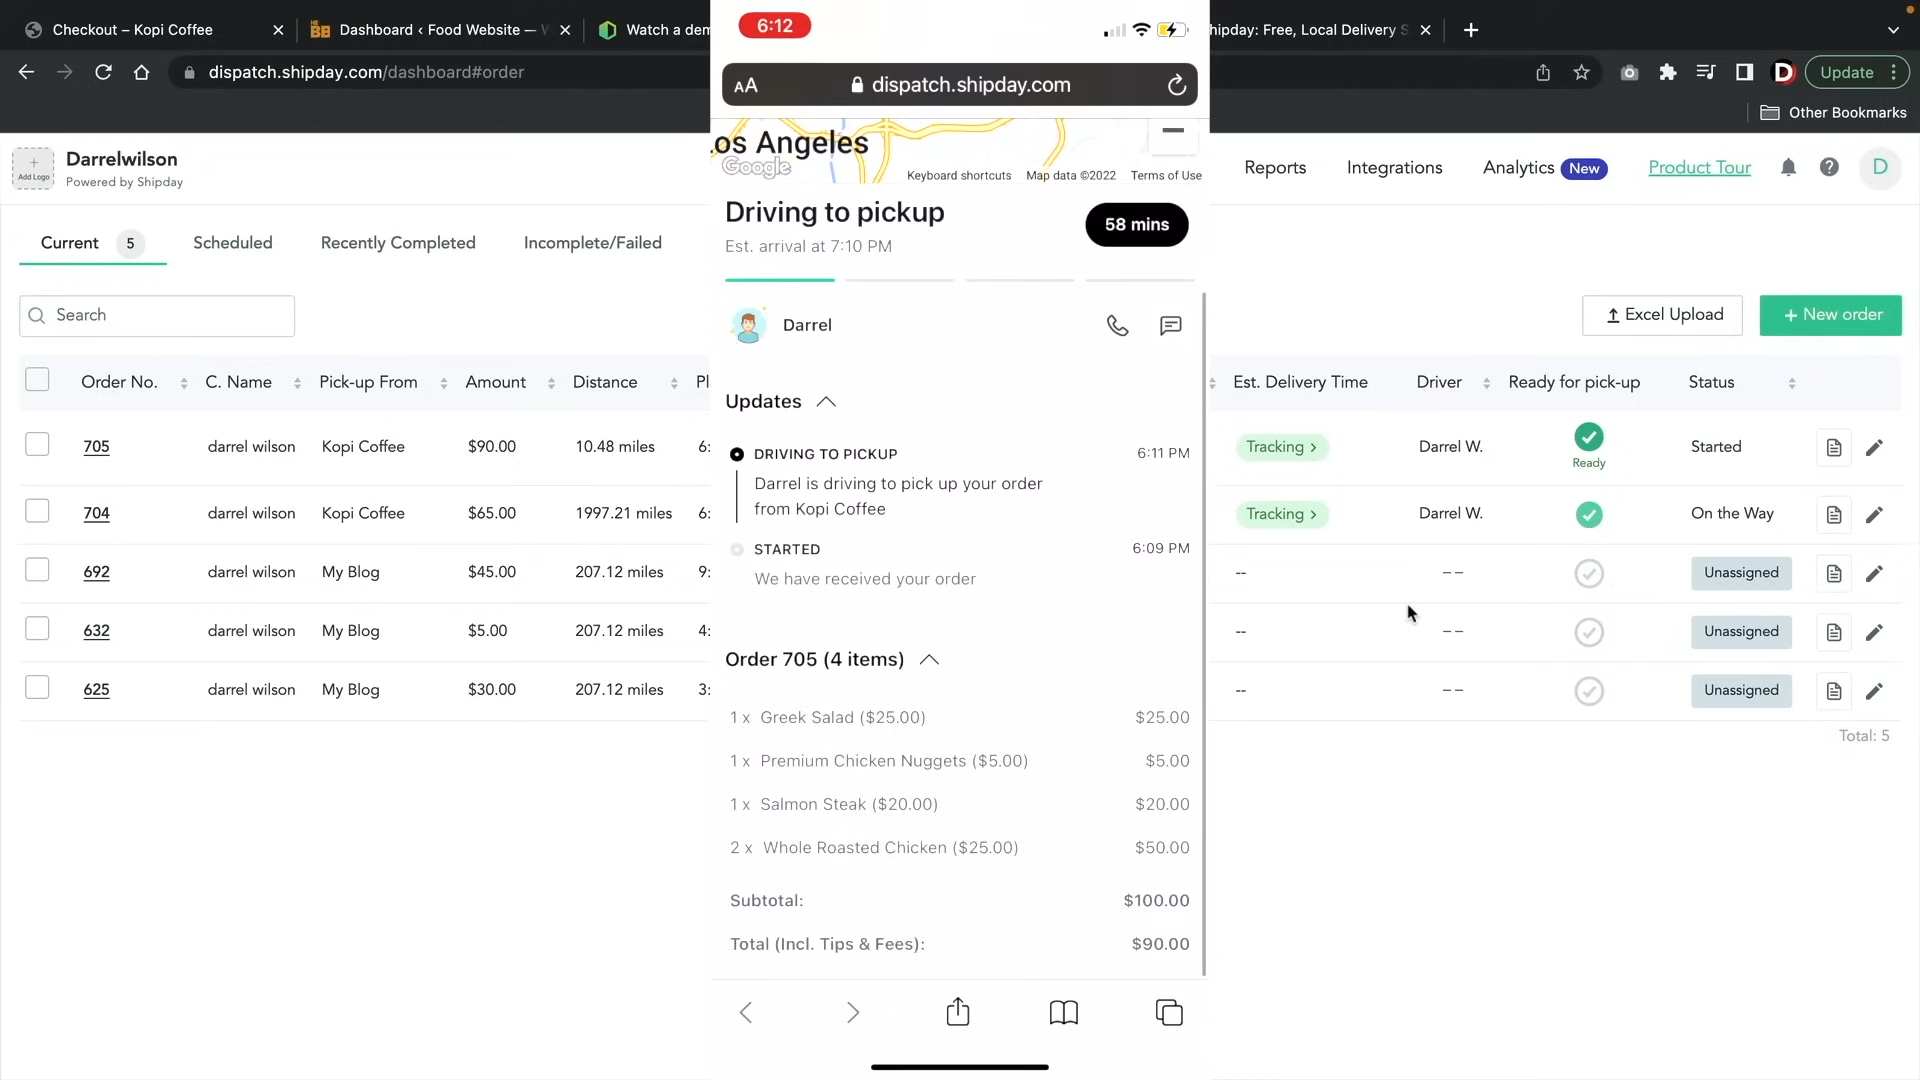 Checkout – Kopi Coffee
Dashboard ‹ Food Website —
Watch a dem
hipday: Free, Local Delivery S
dispatch.shipday.com/dashboard#order
Update
Other Bookmarks
6:12
AA dispatch.shipday.com
Add Logo
Darrelwilson
Powered by Shipday
Reports
Integrations
Analytics New
Product Tour
D
.os Angeles
Google
Keyboard shortcuts Map data ©2022 Terms of Use
Current 5
Scheduled
Recently Completed
Incomplete/Failed
Driving to pickup
58 mins
Est. arrival at 7:10 PM
Search
Excel Upload
+ New order
Darrel
Order No. C. Name Pick-up From Amount Distance Pl
Est. Delivery Time Driver Ready for pick-up Status
705 darrel wilson Kopi Coffee $90.00 10.48 miles 6:
Tracking > Darrel W. Ready Started
704 darrel wilson Kopi Coffee $65.00 1997.21 miles 6:
Tracking > Darrel W. On the Way
692 darrel wilson My Blog $45.00 207.12 miles 9:
-- -- Unassigned
632 darrel wilson My Blog $5.00 207.12 miles 4:
-- -- Unassigned
625 darrel wilson My Blog $30.00 207.12 miles 3:
-- -- Unassigned
Total: 5
Updates
DRIVING TO PICKUP 6:11 PM
Darrel is driving to pick up your order
from Kopi Coffee
STARTED 6:09 PM
We have received your order
Order 705 (4 items)
1 x Greek Salad ($25.00) $25.00
1 x Premium Chicken Nuggets ($5.00) $5.00
1 x Salmon Steak ($20.00) $20.00
2 x Whole Roasted Chicken ($25.00) $50.00
Subtotal: $100.00
Total (Incl. Tips & Fees): $90.00